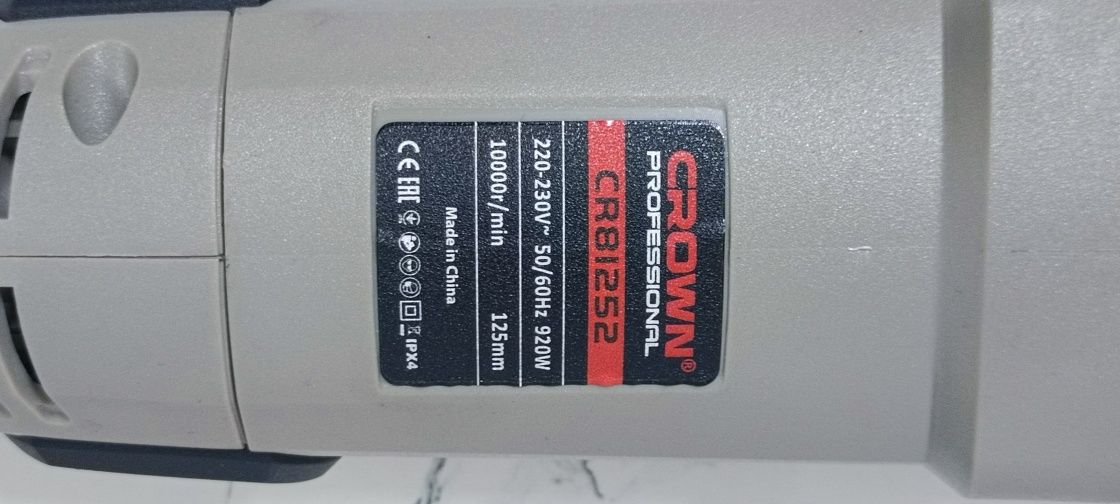 CROWN®
PROFESSIONAL
CR81252
220-230V~ 50/60Hz 920W
10000r/min 125mm
Made in China
CE EAC IPX4